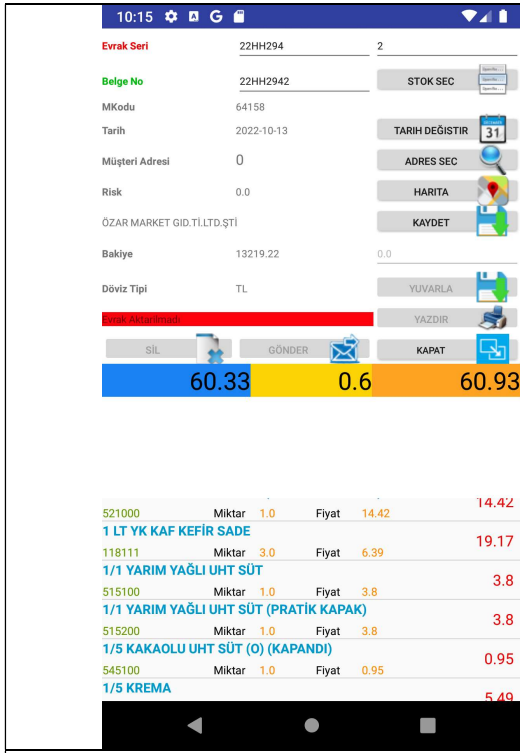 10:15 A G
Evrak Seri 22HH294 2
Belge No 22HH2942 STOK SEC
MKodu 64158
Tarih 2022-10-13 TARIH DEĞISTIR 31
Müşteri Adresi 0 ADRES SEC
Risk 0.0 HARITA
ÖZAR MARKET GID.Tİ.LTD.ŞTİ KAYDET
Bakiye 13219.22 0.0
Döviz Tipi TL YUVARLA
Evrak Aktarilmadi YAZDIR
SİL GÖNDER KAPAT
60.33 0.6 60.93
14.42
521000 Miktar 1.0 Fiyat 14.42
1 LT YK KAF KEFİR SADE
19.17
118111 Miktar 3.0 Fiyat 6.39
1/1 YARIM YAĞLI UHT SÜT
3.8
515100 Miktar 1.0 Fiyat 3.8
1/1 YARIM YAĞLI UHT SÜT (PRATİK KAPAK)
3.8
515200 Miktar 1.0 Fiyat 3.8
1/5 KAKAOLU UHT SÜT (O) (KAPANDI)
0.95
545100 Miktar 1.0 Fiyat 0.95
1/5 KREMA
5.49